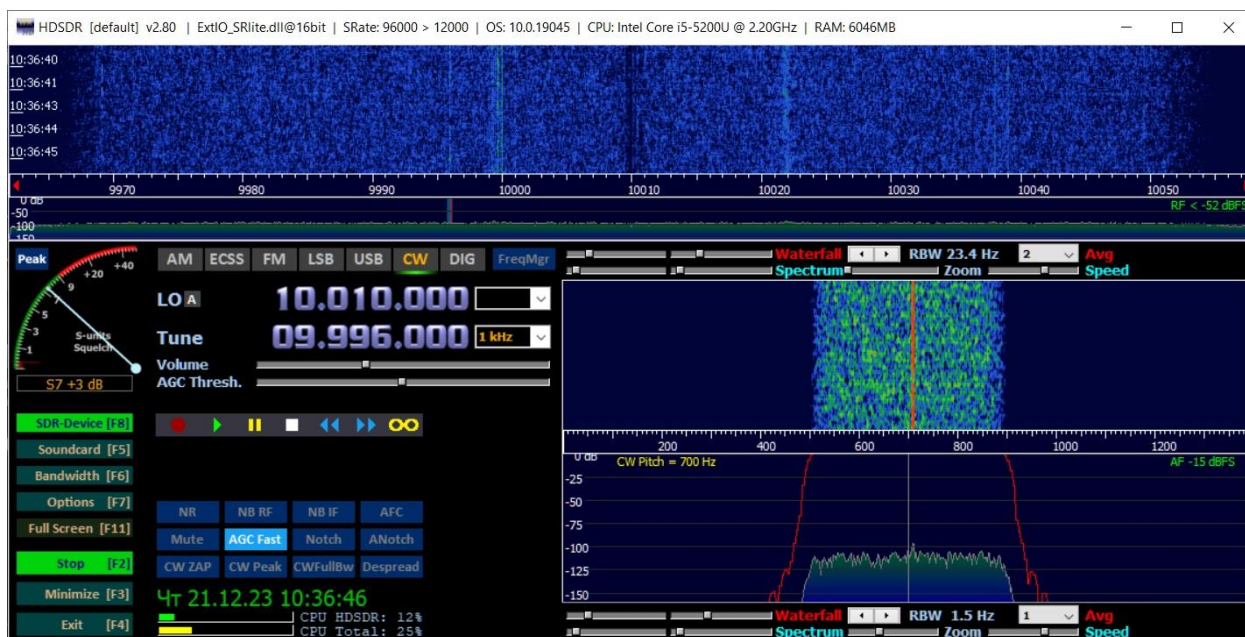 HDSDR [default] v2.80 | ExtIO_SRlite.dll@16bit | SRate: 96000 > 12000 | OS: 10.0.19045 | CPU: Intel Core i5-5200U @ 2.20GHz | RAM: 6046MB
10:36:40
10:36:41
10:36:43
10:36:44
10:36:45
9970 9980 9990 10000 10010 10020 10030 10040 10050
0 dB
-50
-100
-150
RF < -52 dBFS
Peak
1 3 5 7 9 +20 +40
S-units
Squelch
S7 +3 dB
AM ECSS FM LSB USB CW DIG FreqMgr
LO A 10.010.000
Tune 09.996.000 1 kHz
Volume
AGC Thresh.
SDR-Device [F8]
Soundcard [F5]
Bandwidth [F6]
Options [F7]
Full Screen [F11]
Stop [F2]
Minimize [F3]
Exit [F4]
NR NB RF NB IF AFC
Mute AGC Fast Notch ANotch
CW ZAP CW Peak CWFullBw Despread
Чт 21.12.23 10:36:46
CPU HDSDR: 12%
CPU Total: 25%
Waterfall RBW 23.4 Hz 2 Avg
Spectrum Zoom Speed
200 400 600 800 1000 1200
0 dB CW Pitch = 700 Hz AF -15 dBFS
-25
-50
-75
-100
-125
-150
Waterfall RBW 1.5 Hz 1 Avg
Spectrum Zoom Speed